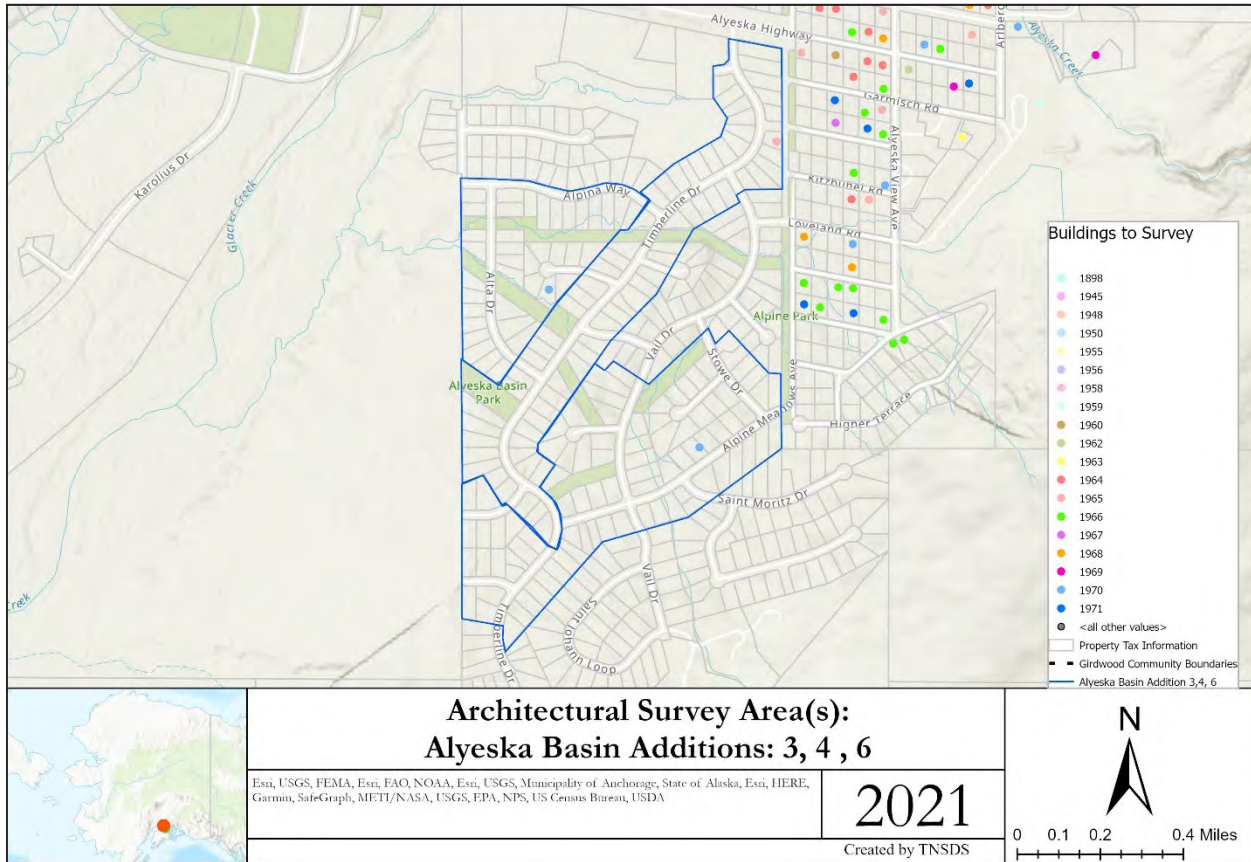 Alyeska Highway
Arlberg
Alyeska Creek
Garmisch Rd
Karolius Dr
Glacier Creek
Alyeska View Ave
Kitzbuhel Rd
Alpina Way
Timberline Dr
Loveland Rd
Alta Dr
Vail Dr
Alpine Park
Stowe Dr
Alyeska Basin
Park
Alpine Meadows Ave
Higher Terrace
Saint Moritz Dr
Vail Dr
Saint Johann Loop
Timberline Dr
Creek
Buildings to Survey
1898
1945
1948
1950
1955
1956
1958
1959
1960
1962
1963
1964
1965
1966
1967
1968
1969
1970
1971
<all other values>
Property Tax Information
Girdwood Community Boundaries
Alyeska Basin Addition 3,4, 6
Architectural Survey Area(s):
Alyeska Basin Additions: 3, 4 , 6
Esri, USGS, FEMA, Esri, FAO, NOAA, Esri, USGS, Municipality of Anchorage, State of Alaska, Esri, HERE,
Garmin, SafeGraph, METI/NASA, USGS, EPA, NPS, US Census Bureau, USDA
2021
Created by TNSDS
N
0 0.1 0.2 0.4 Miles